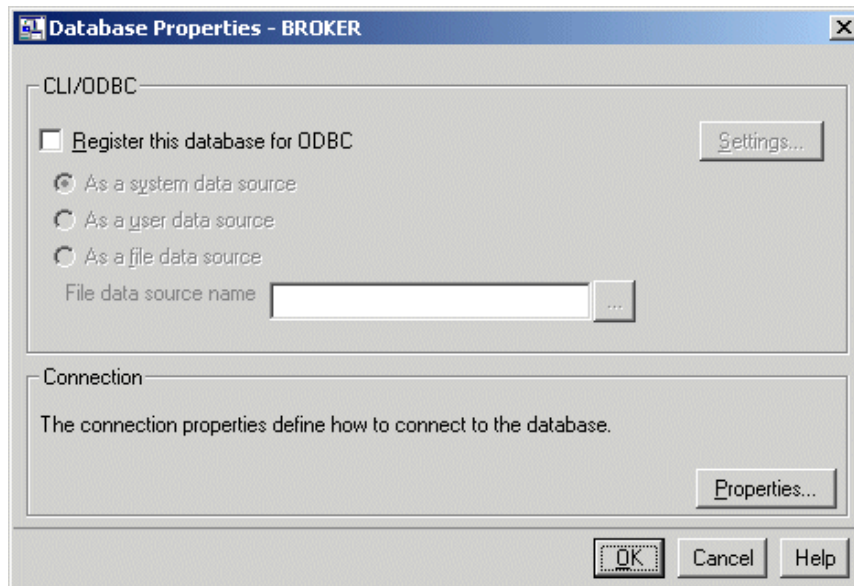 Database Properties - BROKER
CLI/ODBC
Register this database for ODBC
Settings...
As a system data source
As a user data source
As a file data source
File data source name
...
Connection
The connection properties define how to connect to the database.
Properties...
OK Cancel Help